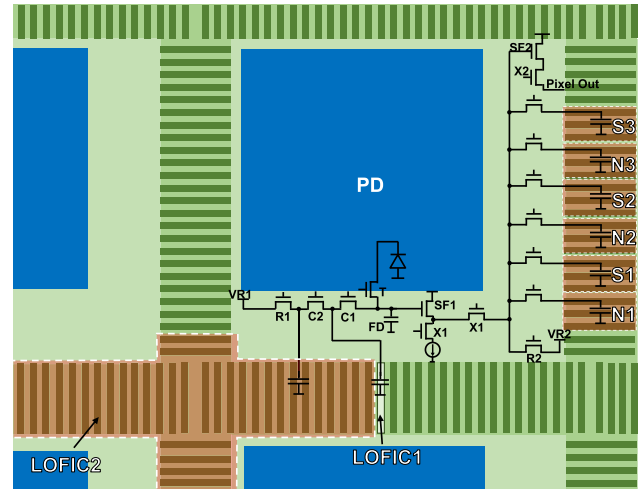 SF2
X2
Pixel Out
S3
N3
PD
S2
N2
S1
T
VR1
SF1
N1
R1
C2
C1
FD
X1
X1
VR2
R2
LOFIC2
LOFIC1